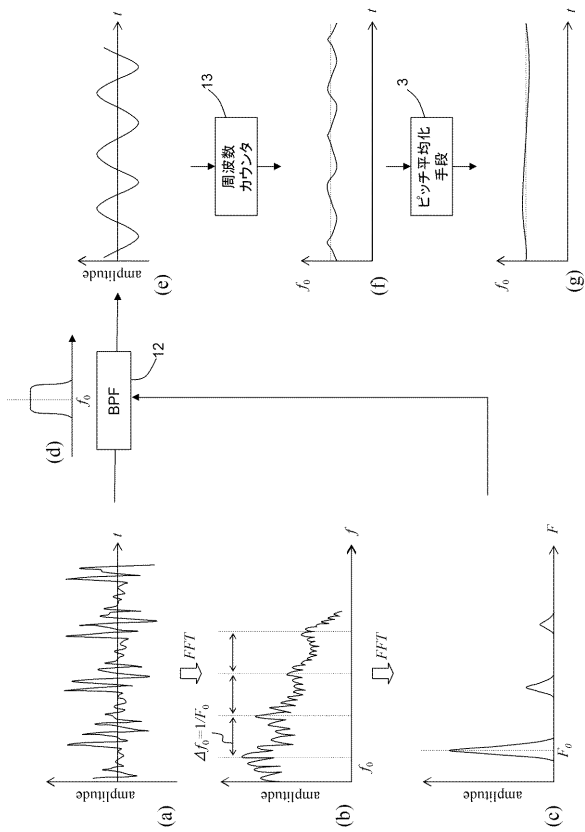 amplitude
t
(a)
FFT
Δf₀=1/F₀
amplitude
f₀
f
(b)
FFT
amplitude
F₀
F
(c)
(d)
f₀
BPF
12
amplitude
t
(e)
周波数
カウンタ
13
f₀
t
(f)
ピッチ平均化
手段
3
f₀
t
(g)